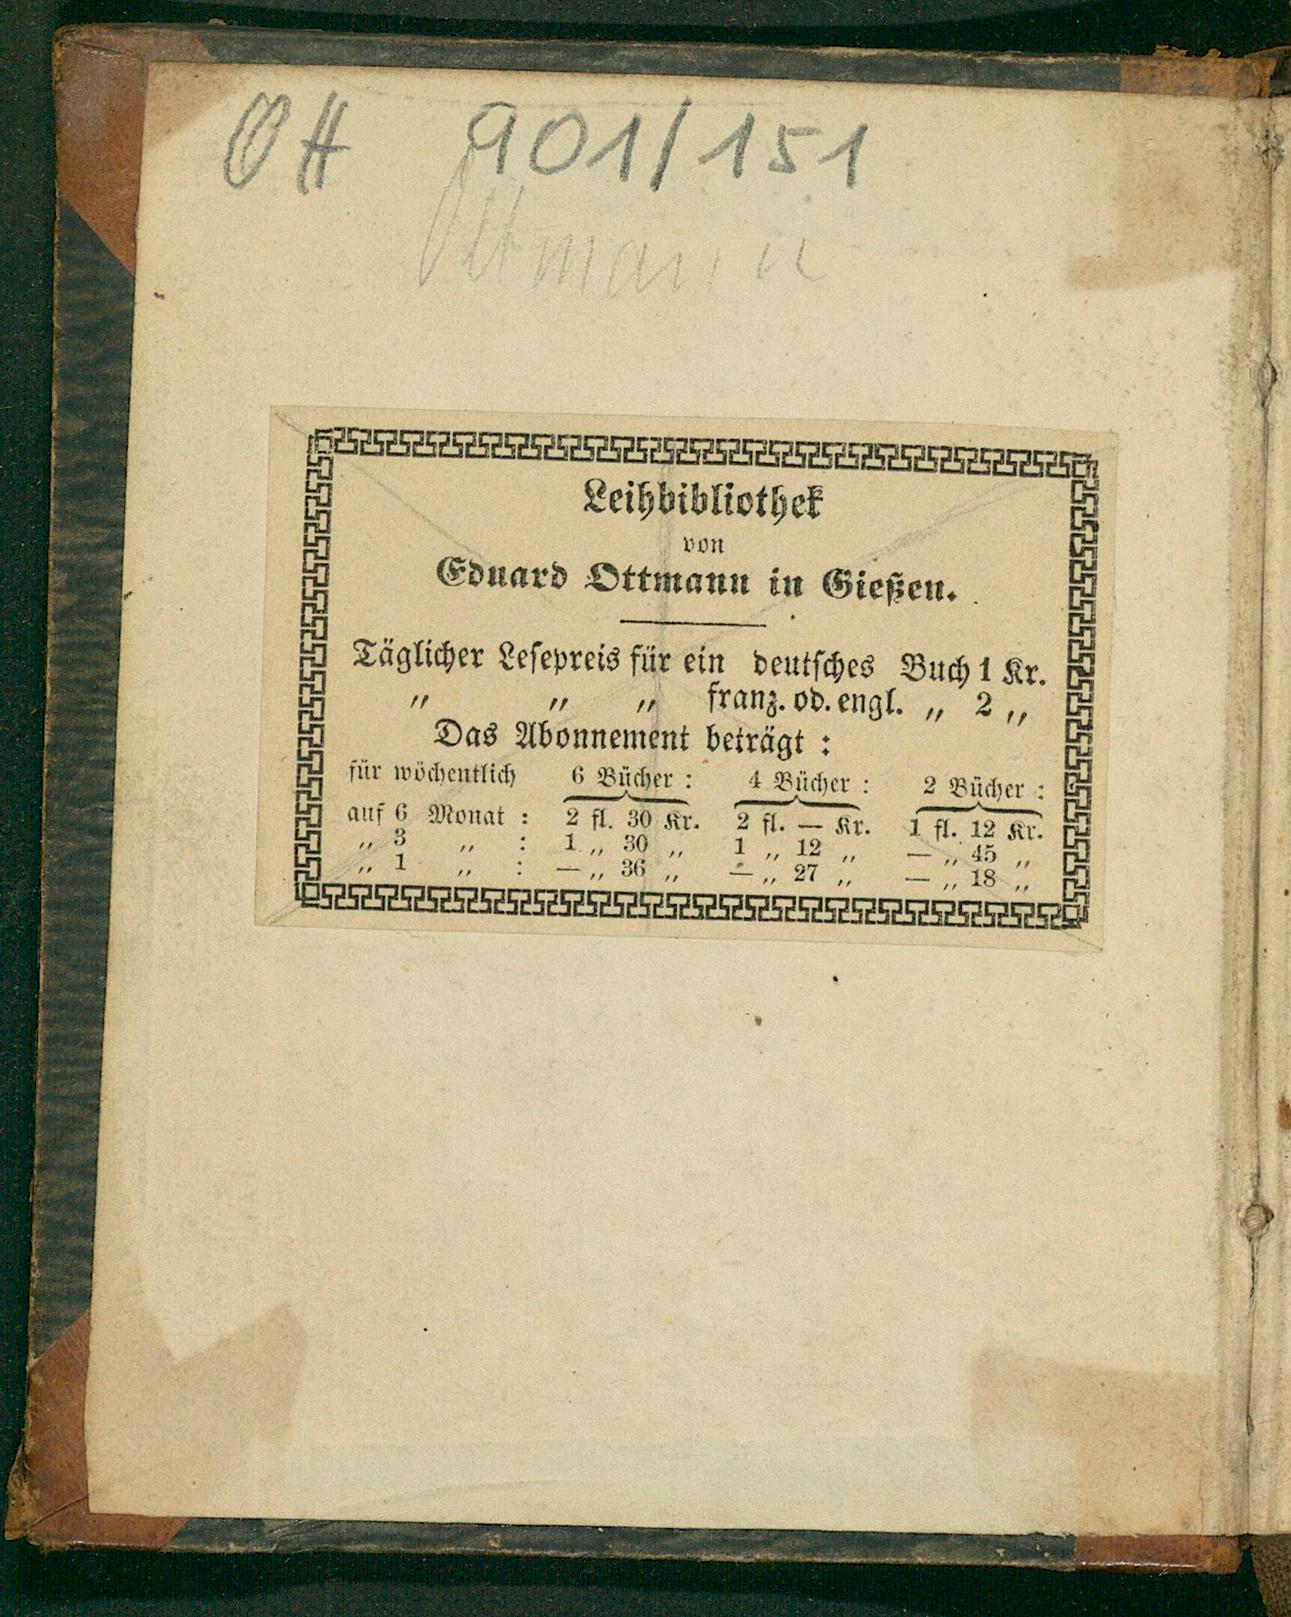 Ott 901/151
Ottmann
Leihbibliothek
von
Eduard Ottmann in Gießen.
Täglicher Lesepreis für ein deutsches Buch 1 Kr.
„ „ „ franz. od. engl. „ 2 „
Das Abonnement beträgt :
für wöchentlich 6 Bücher : 4 Bücher : 2 Bücher :
auf 6 Monat : 2 fl. 30 Kr. 2 fl. — Kr. 1 fl. 12 Kr.
„ 3 „ : 1 „ 30 „ 1 „ 12 „ — „ 45 „
„ 1 „ : — „ 36 „ — „ 27 „ — „ 18 „